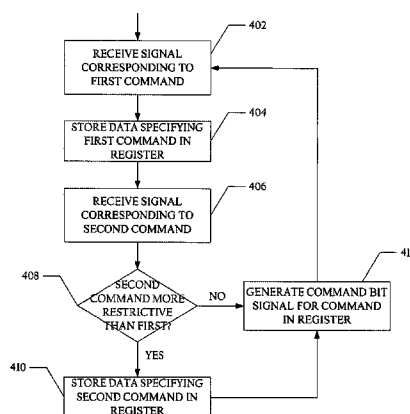 RECEIVE SIGNAL
CORRESPONDING TO
FIRST COMMAND
402
STORE DATA SPECIFYING
FIRST COMMAND IN
REGISTER
404
RECEIVE SIGNAL
CORRESPONDING TO
SECOND COMMAND
406
408
SECOND
COMMAND MORE
RESTRICTIVE
THAN FIRST?
NO
YES
41
GENERATE COMMAND BIT
SIGNAL FOR COMMAND
IN REGISTER
410
STORE DATA SPECIFYING
SECOND COMMAND IN
REGISTER